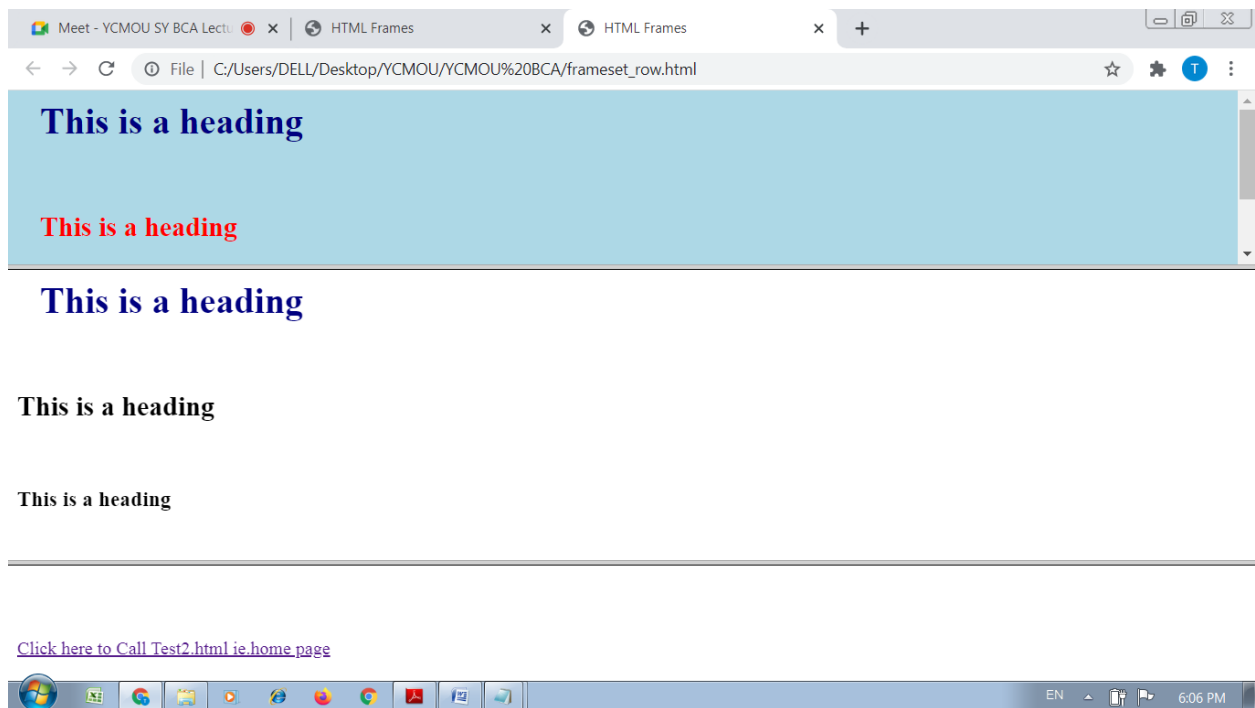 Meet - YCMOU SY BCA Lectu
HTML Frames
HTML Frames
File | C:/Users/DELL/Desktop/YCMOU/YCMOU%20BCA/frameset_row.html
T
This is a heading
This is a heading
This is a heading
This is a heading
This is a heading
Click here to Call Test2.html ie.home page
EN
6:06 PM